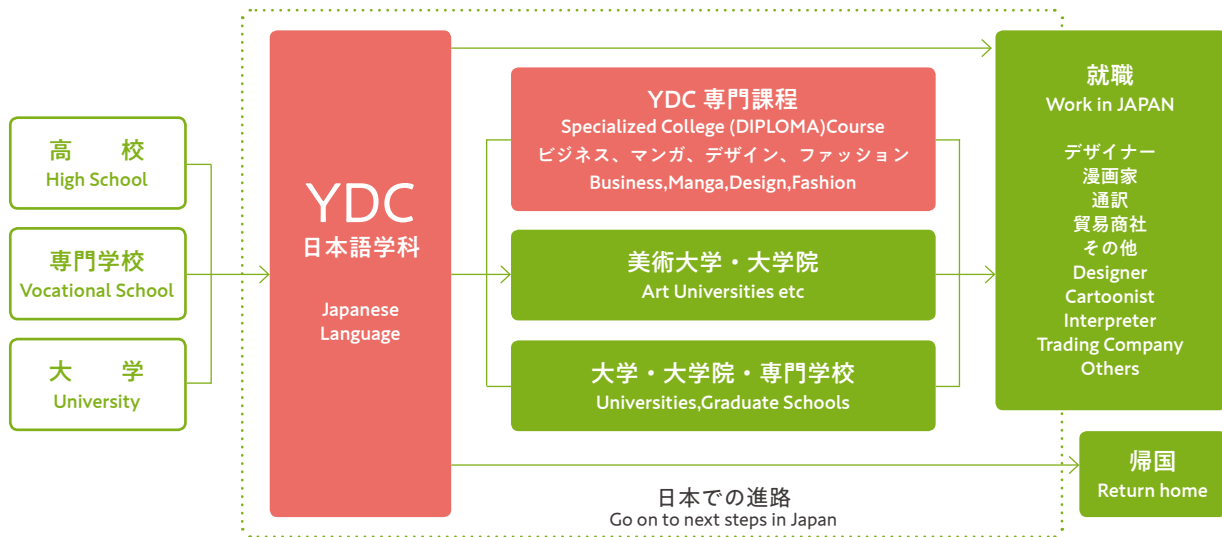 高　校
High School
専門学校
Vocational School
大　学
University
YDC
日本語学科
Japanese
Language
YDC 専門課程
Specialized College (DIPLOMA)Course
ビジネス、マンガ、デザイン、ファッション
Business,Manga,Design,Fashion
美術大学・大学院
Art Universities etc
大学・大学院・専門学校
Universities,Graduate Schools
就職
Work in JAPAN
デザイナー
漫画家
通訳
貿易商社
その他
Designer
Cartoonist
Interpreter
Trading Company
Others
帰国
Return home
日本での進路
Go on to next steps in Japan